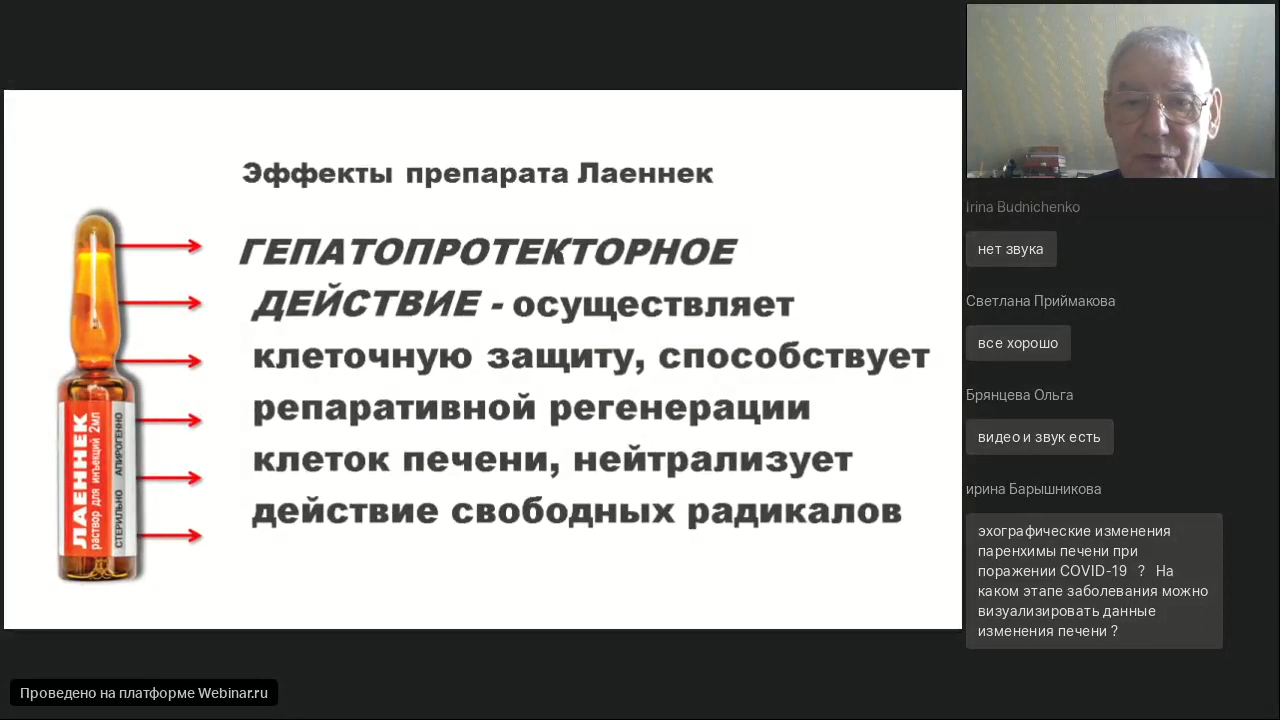 Эффекты препарата Лаеннек
ГЕПАТОПРОТЕКТОРНОЕ
ДЕЙСТВИЕ - осуществляет
клеточную защиту, способствует
репаративной регенерации
клеток печени, нейтрализует
действие свободных радикалов
ЛАЕННЕК
раствор для инъекций 2мл
СТЕРИЛЬНО АПИРОГЕННО
Irina Budnichenko
нет звука
Светлана Приймакова
все хорошо
Брянцева Ольга
видео и звук есть
ирина Барышникова
эхографические изменения
паренхимы печени при
поражении COVID-19 ? На
каком этапе заболевания можно
визуализировать данные
изменения печени ?
Проведено на платформе Webinar.ru